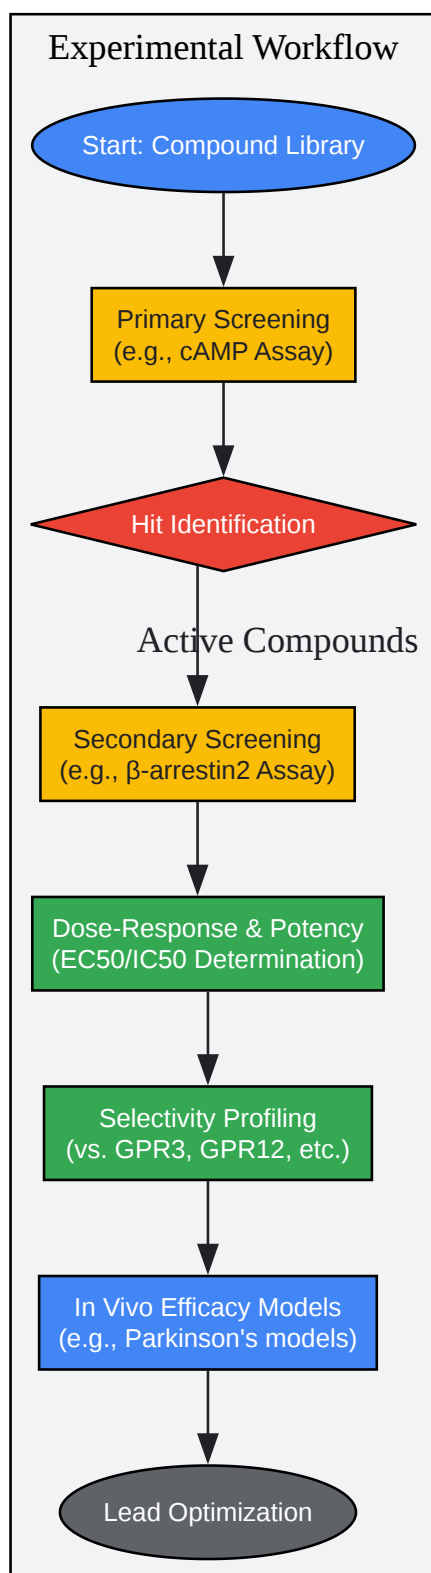 Experimental Workflow
Start: Compound Library
Primary Screening
(e.g., cAMP Assay)
Hit Identification
Active Compounds
Secondary Screening
(e.g., β-arrestin2 Assay)
Dose-Response & Potency
(EC50/IC50 Determination)
Selectivity Profiling
(vs. GPR3, GPR12, etc.)
In Vivo Efficacy Models
(e.g., Parkinson's models)
Lead Optimization